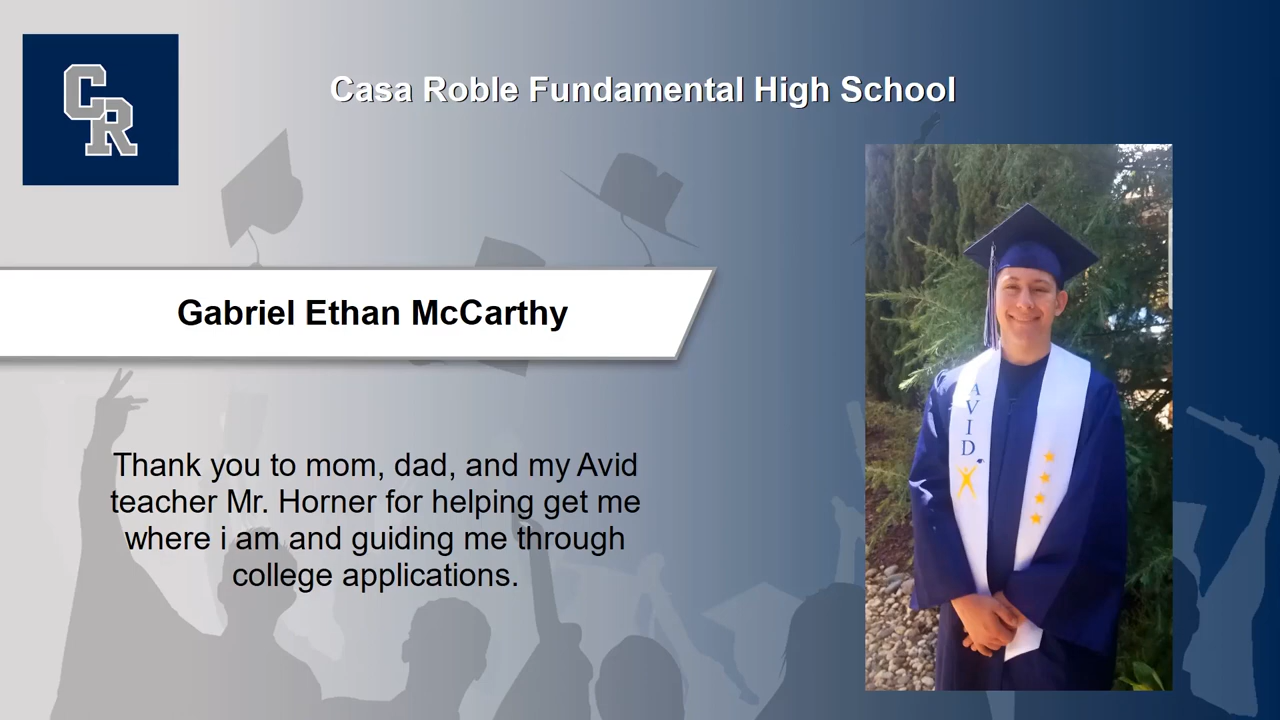 CR
Casa Roble Fundamental High School
Gabriel Ethan McCarthy
Thank you to mom, dad, and my Avid
teacher Mr. Horner for helping get me
where i am and guiding me through
college applications.
AVID